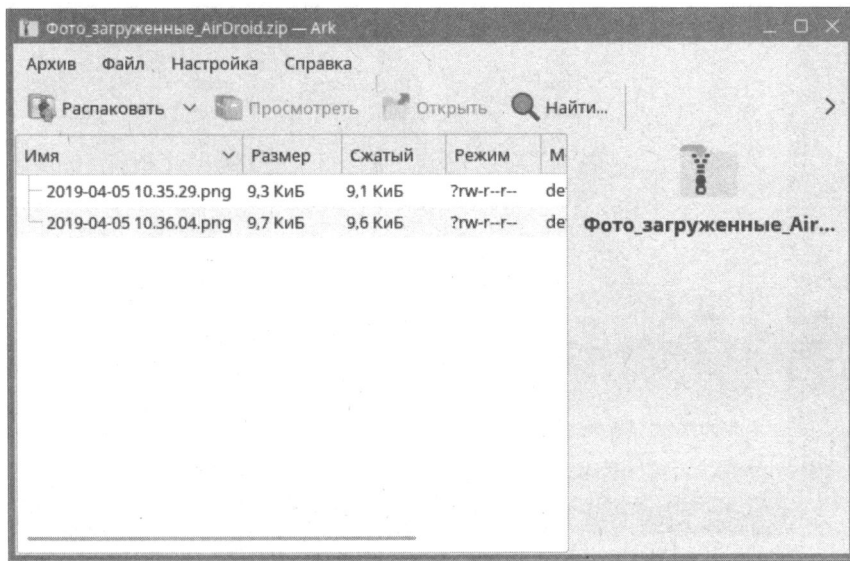 Фото_загруженные_AirDroid.zip — Ark
Архив Файл Настройка Справка
Распаковать Просмотреть Открыть Найти...
Имя Размер Сжатый Режим М
2019-04-05 10.35.29.png 9,3 КиБ 9,1 КиБ ?rw-r--r-- de
2019-04-05 10.36.04.png 9,7 КиБ 9,6 КиБ ?rw-r--r-- de
Фото_загруженные_Air...